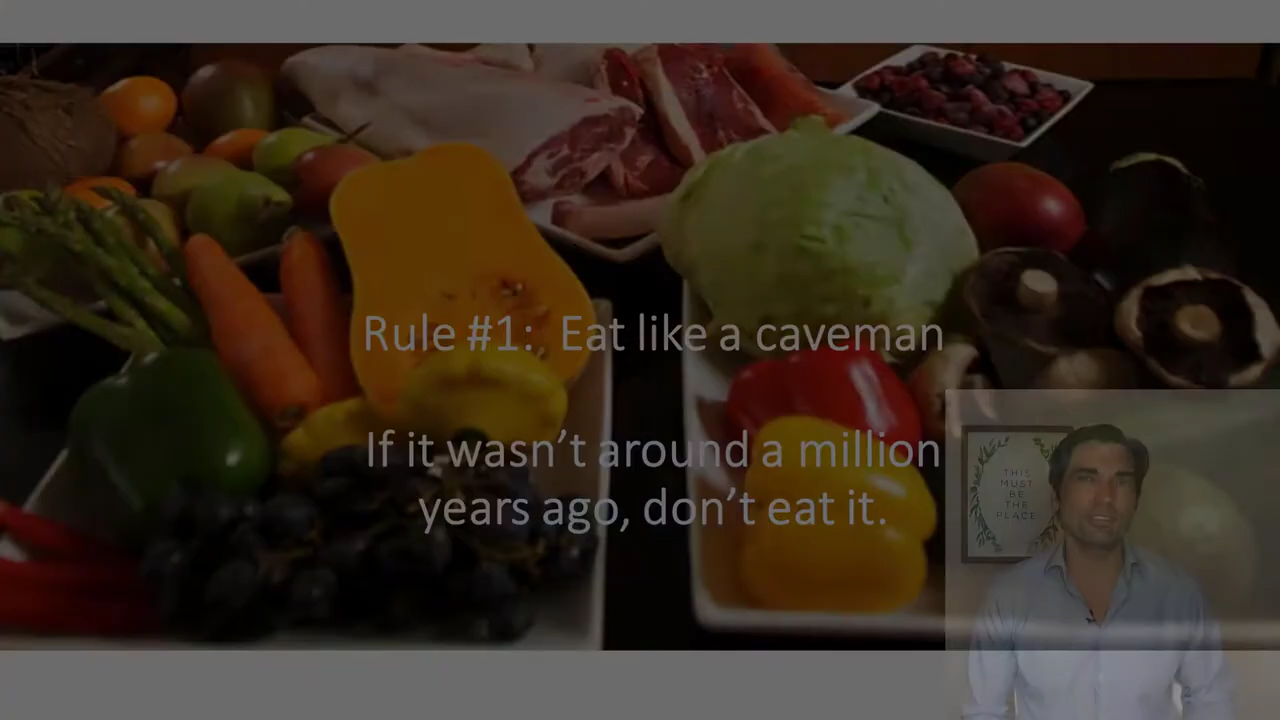 Rule #1: Eat like a caveman
If it wasn’t around a million
years ago, don’t eat it.
THIS
MUST
BE
THE
PLACE